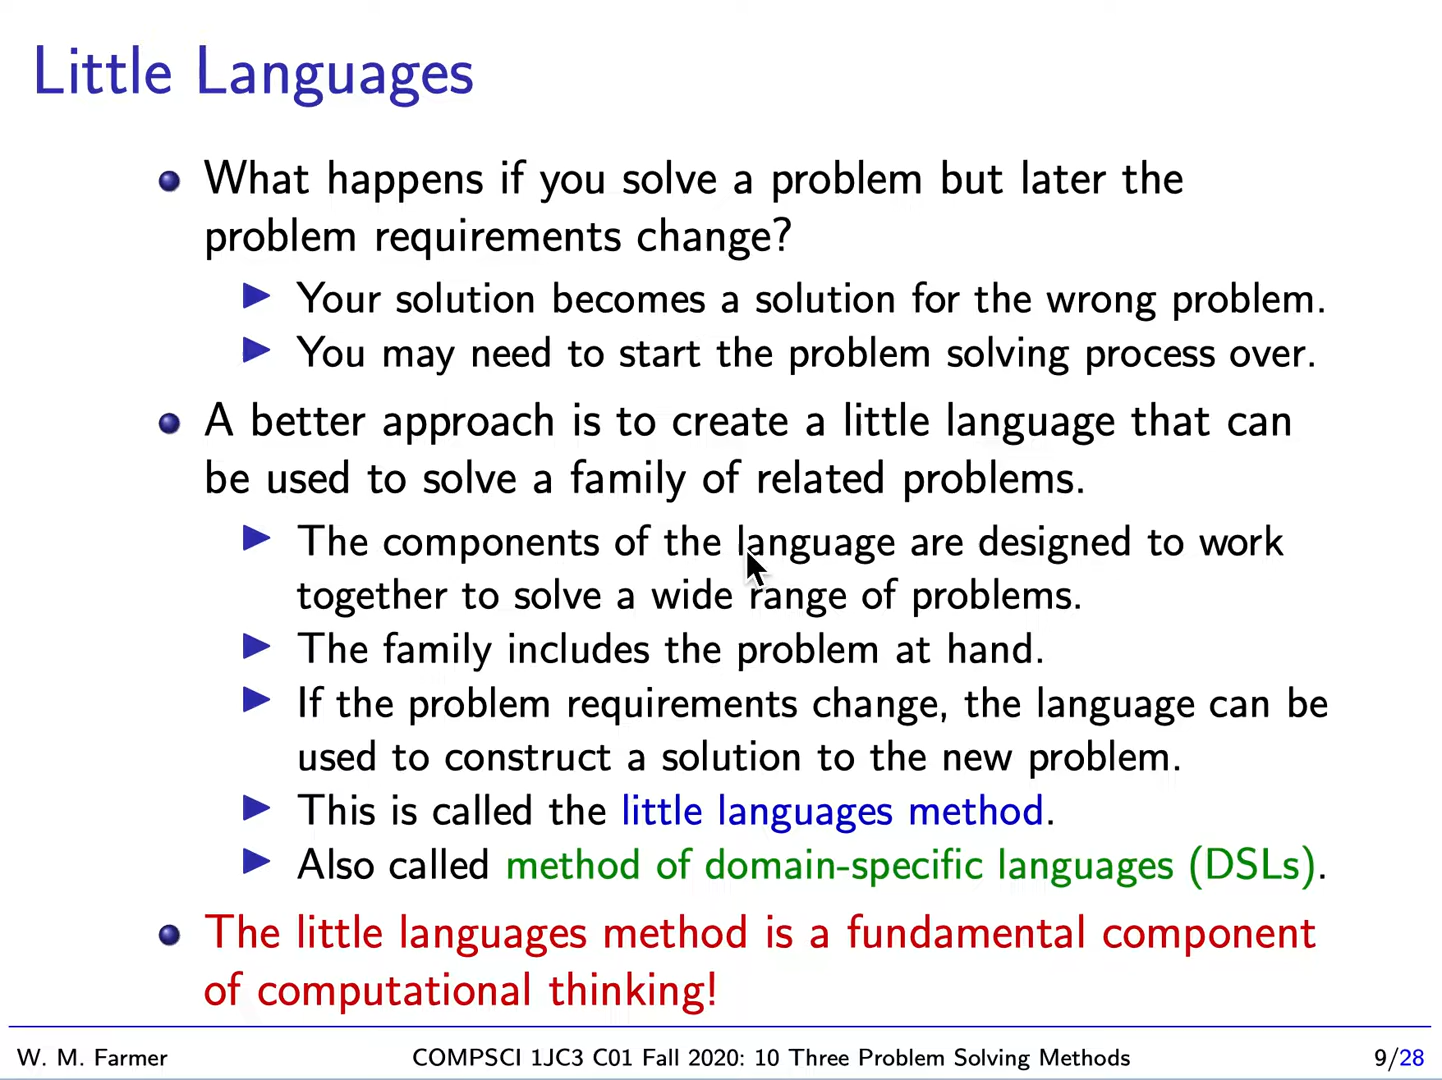 Little Languages
What happens if you solve a problem but later the
problem requirements change?
Your solution becomes a solution for the wrong problem.
You may need to start the problem solving process over.
A better approach is to create a little language that can
be used to solve a family of related problems.
The components of the language are designed to work
together to solve a wide range of problems.
The family includes the problem at hand.
If the problem requirements change, the language can be
used to construct a solution to the new problem.
This is called the little languages method.
Also called method of domain-specific languages (DSLs).
The little languages method is a fundamental component
of computational thinking!
W. M. Farmer COMPSCI 1JC3 C01 Fall 2020: 10 Three Problem Solving Methods 9/28